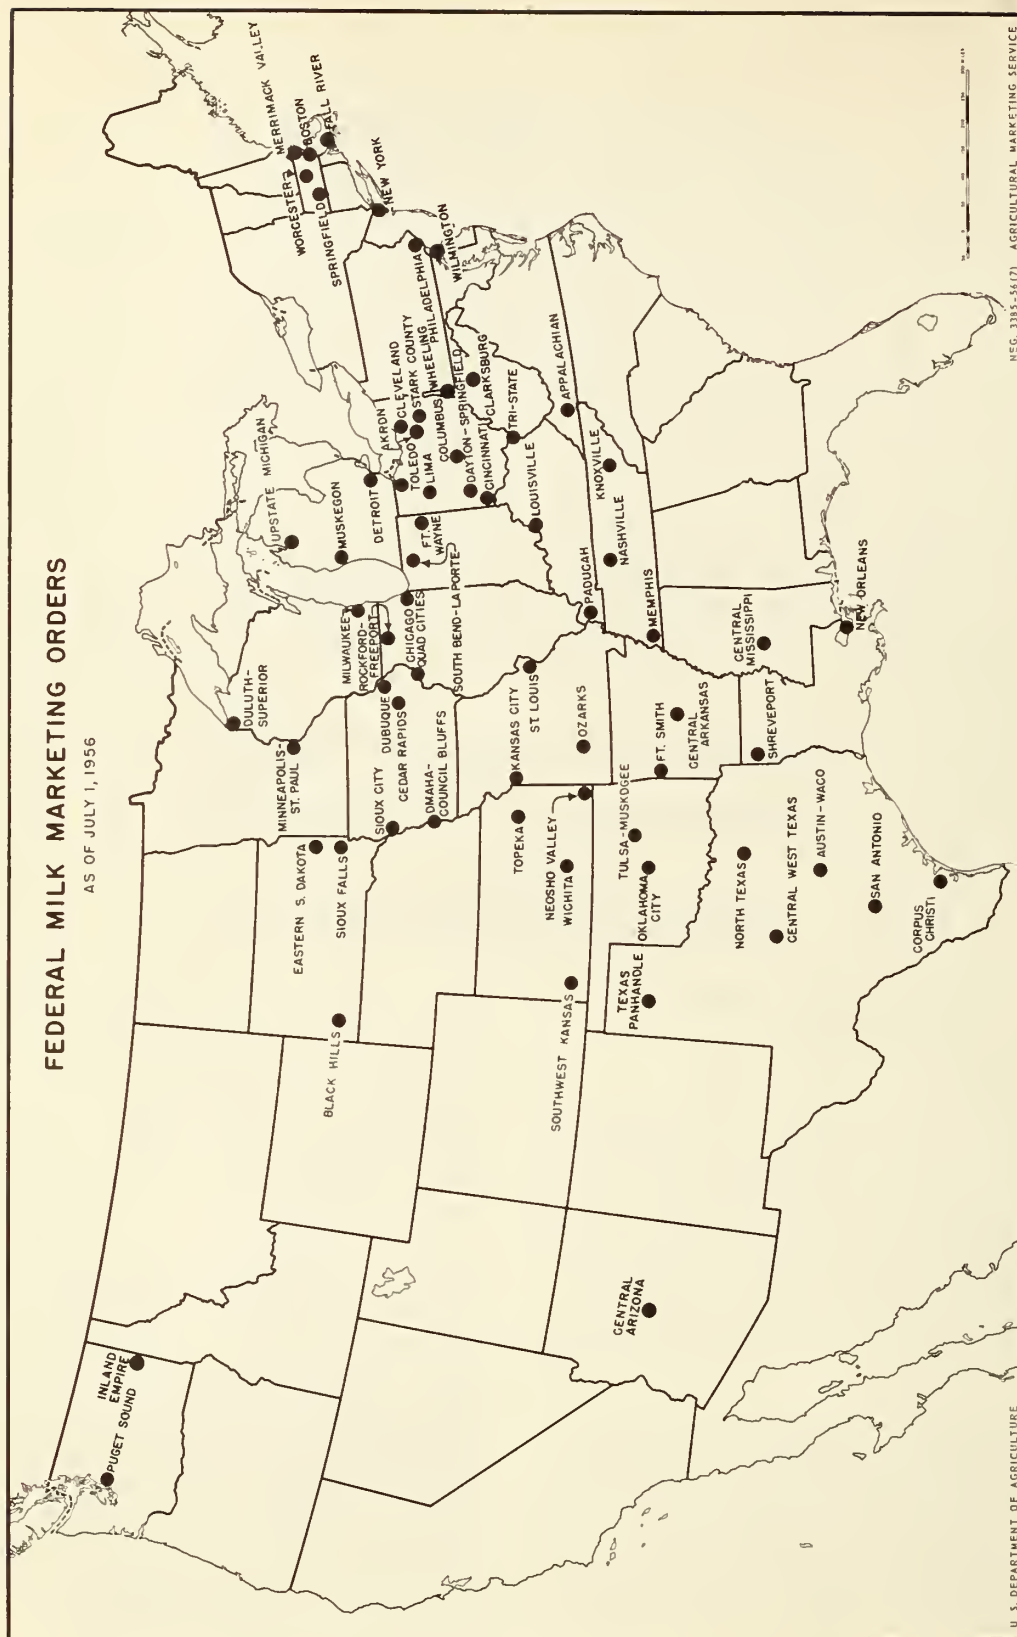 FEDERAL MILK MARKETING ORDERS
AS OF JULY 1, 1956
PUGET SOUND
INLAND
EMPIRE
CENTRAL
ARIZONA
BLACK HILLS
EASTERN S. DAKOTA
SIOUX FALLS
MINNEAPOLIS-
ST. PAUL
DULUTH-
SUPERIOR
SIOUX CITY
DUBUQUE
CEDAR RAPIDS
OMAHA-
COUNCIL BLUFFS
MILWAUKEE
ROCKFORD-
FREEPORT
CHICAGO
QUAD CITIES
SOUTH BEND-LAPORTE
UPSTATE MICHIGAN
MUSKEGON
DETROIT
FT.
WAYNE
TOLEDO
LIMA
AKRON
CLEVELAND
STARK COUNTY
COLUMBUS
WHEELING
DAYTON-SPRINGFIELD
CINCINNATI
CLARKSBURG
TRI-STATE
PHILADELPHIA
WILMINGTON
NEW YORK
SPRINGFIELD
WORCESTER
MERRIMACK VALLEY
BOSTON
FALL RIVER
TOPEKA
KANSAS CITY
ST LOUIS
NEOSHO VALLEY
WICHITA
SOUTHWEST KANSAS
OZARKS
LOUISVILLE
PADUCAH
APPALACHIAN
KNOXVILLE
NASHVILLE
MEMPHIS
TEXAS
PANHANDLE
OKLAHOMA
CITY
TULSA-MUSKOGEE
FT. SMITH
CENTRAL
ARKANSAS
NORTH TEXAS
CENTRAL WEST TEXAS
AUSTIN-WACO
SAN ANTONIO
CORPUS
CHRISTI
SHREVEPORT
CENTRAL
MISSISSIPPI
NEW ORLEANS
U. S. DEPARTMENT OF AGRICULTURE
NEG. 3385-56(7) AGRICULTURAL MARKETING SERVICE